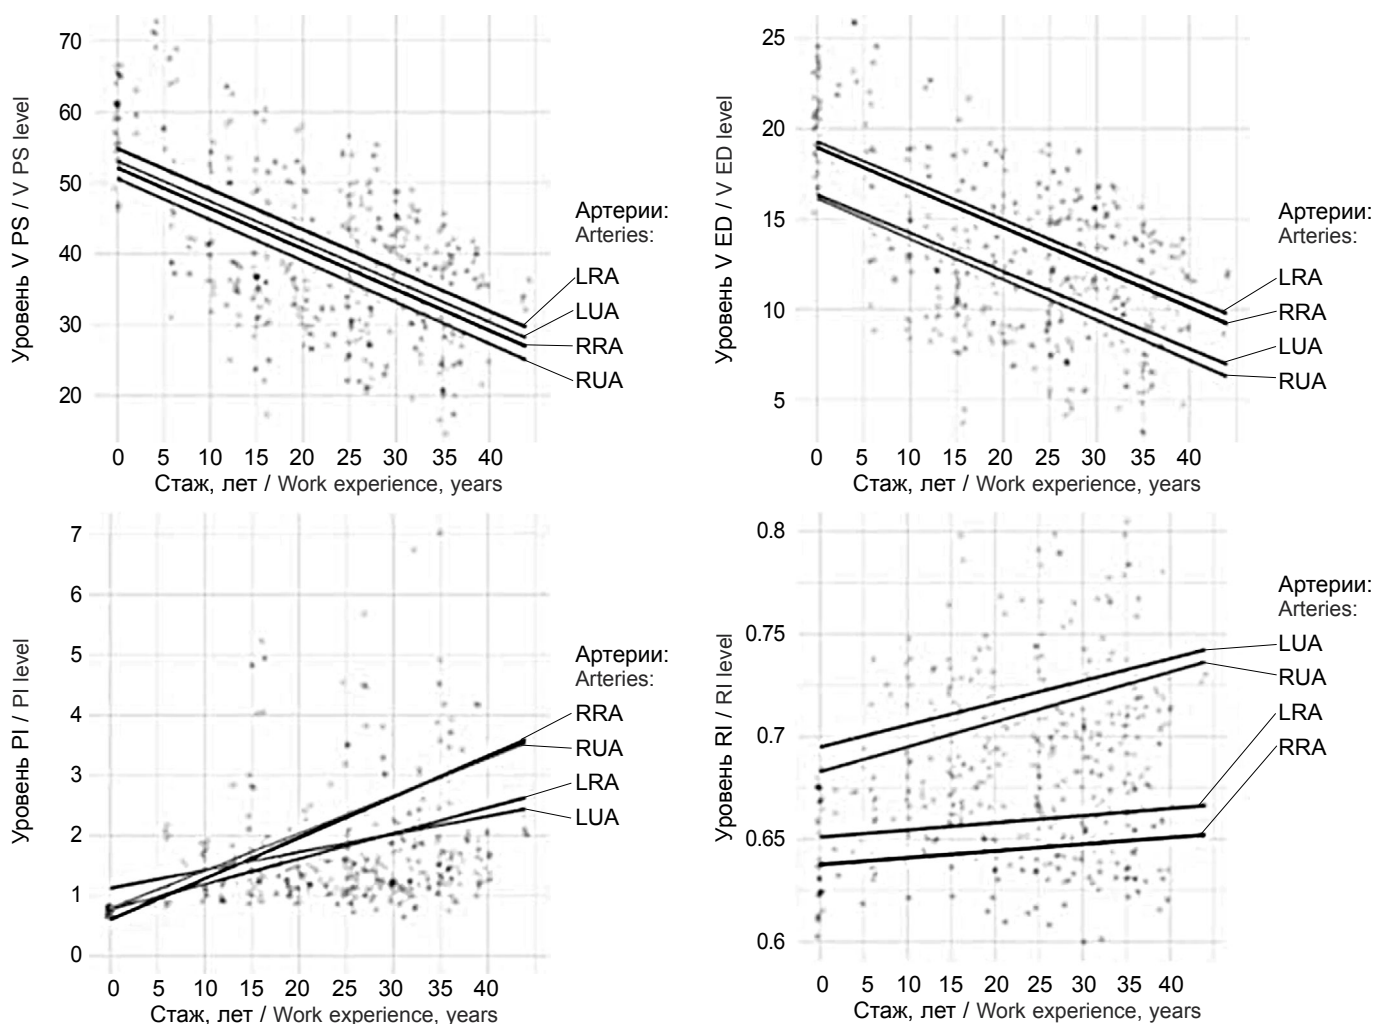 70
60
50
40
30
20
Уровень V PS / V PS level
0 5 10 15 20 25 30 35 40
Стаж, лет / Work experience, years
Артерии:
Arteries:
LRA
LUA
RRA
RUA
25
20
15
10
5
Уровень V ED / V ED level
0 5 10 15 20 25 30 35 40
Стаж, лет / Work experience, years
Артерии:
Arteries:
LRA
RRA
LUA
RUA
7
6
5
4
3
2
1
0
Уровень PI / PI level
0 5 10 15 20 25 30 35 40
Стаж, лет / Work experience, years
Артерии:
Arteries:
RRA
RUA
LRA
LUA
0.8
0.75
0.7
0.65
0.6
Уровень RI / RI level
0 5 10 15 20 25 30 35 40
Стаж, лет / Work experience, years
Артерии:
Arteries:
LUA
RUA
LRA
RRA